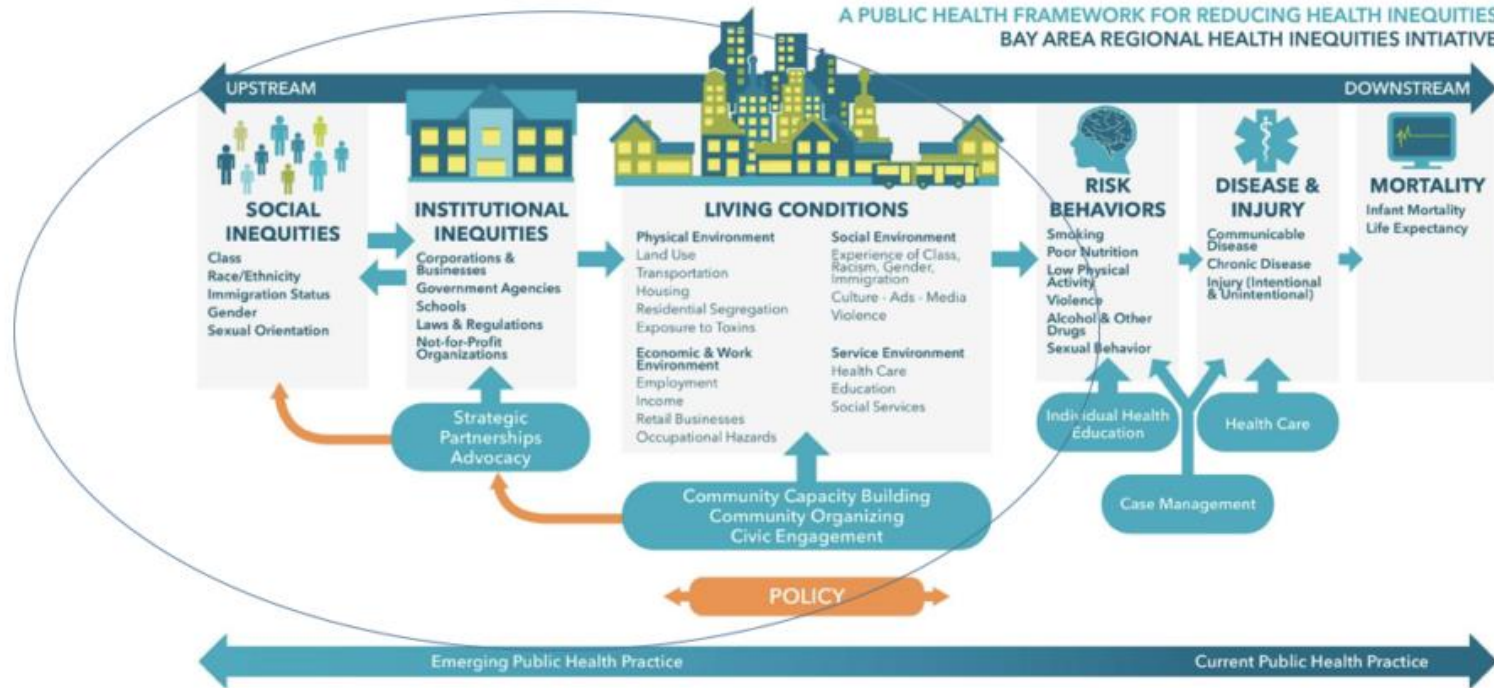 A PUBLIC HEALTH FRAMEWORK FOR REDUCING HEALTH INEQUITIES
BAY AREA REGIONAL HEALTH INEQUITIES INTIATIVE
UPSTREAM
DOWNSTREAM
SOCIAL
INEQUITIES
Class
Race/Ethnicity
Immigration Status
Gender
Sexual Orientation
INSTITUTIONAL
INEQUITIES
Corporations &
Businesses
Government Agencies
Schools
Laws & Regulations
Not-for-Profit
Organizations
LIVING CONDITIONS
Physical Environment
Land Use
Transportation
Housing
Residential Segregation
Exposure to Toxins
Economic & Work
Environment
Employment
Income
Retail Businesses
Occupational Hazards
Social Environment
Experience of Class,
Racism, Gender,
Immigration
Culture - Ads - Media
Violence
Service Environment
Health Care
Education
Social Services
RISK
BEHAVIORS
Smoking
Poor Nutrition
Low Physical
Activity
Violence
Alcohol & Other
Drugs
Sexual Behavior
DISEASE &
INJURY
Communicable
Disease
Chronic Disease
Injury (Intentional
& Unintentional)
MORTALITY
Infant Mortality
Life Expectancy
Strategic
Partnerships
Advocacy
Community Capacity Building
Community Organizing
Civic Engagement
Individual Health
Education
Health Care
Case Management
POLICY
Emerging Public Health Practice
Current Public Health Practice